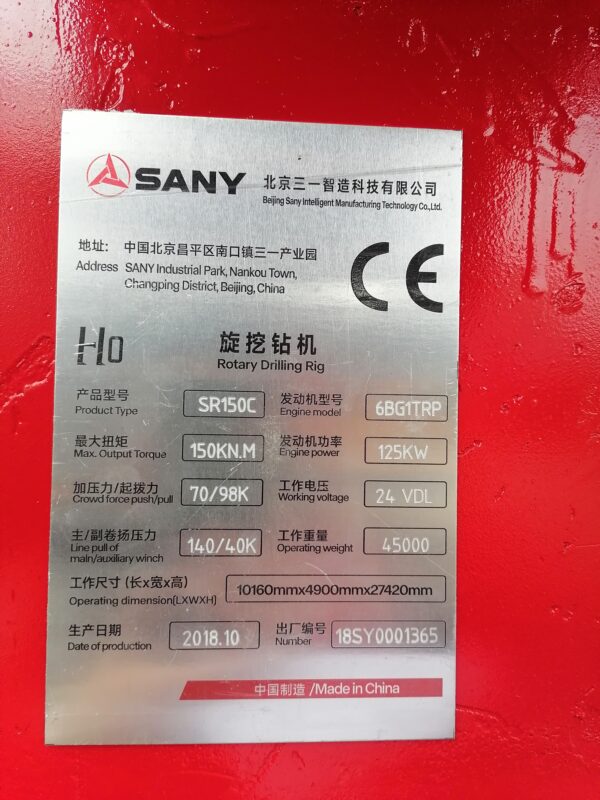 SANY 北京三一智造科技有限公司
Beijing Sany Intelligent Manufacturing Technology Co.,Ltd.
地址: 中国北京昌平区南口镇三一产业园
Address SANY Industrial Park, Nankou Town,
Changping District, Beijing, China
CE
H0 旋挖钻机
Rotary Drilling Rig
产品型号 SR150C 发动机型号 6BG1TRP
Product Type Engine model
最大扭矩 150KN.M 发动机功率 125KW
Max. Output Torque Engine power
加压力/起拨力 70/98K 工作电压 24 VDL
Crowd force push/pull Working voltage
主/副卷扬压力 140/40K 工作重量 45000
Line pull of Operating weight
main/auxiliary winch
工作尺寸 (长x宽x高) 10160mmx4900mmx27420mm
Operating dimension(LXWXH)
生产日期 2018.10 出厂编号 18SY0001365
Date of production Number
中国制造 /Made in China